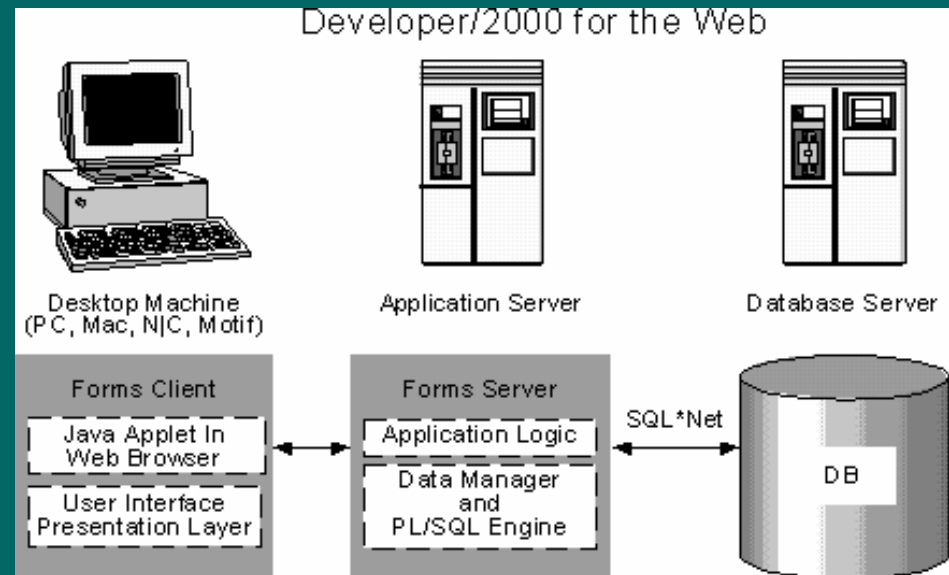 Developer/2000 for the Web
Desktop Machine
(PC, Mac, N|C, Motif)
Application Server
Database Server
Forms Client
Java Applet In
Web Browser
User Interface
Presentation Layer
Forms Server
Application Logic
Data Manager
and
PL/SQL Engine
SQL*Net
DB